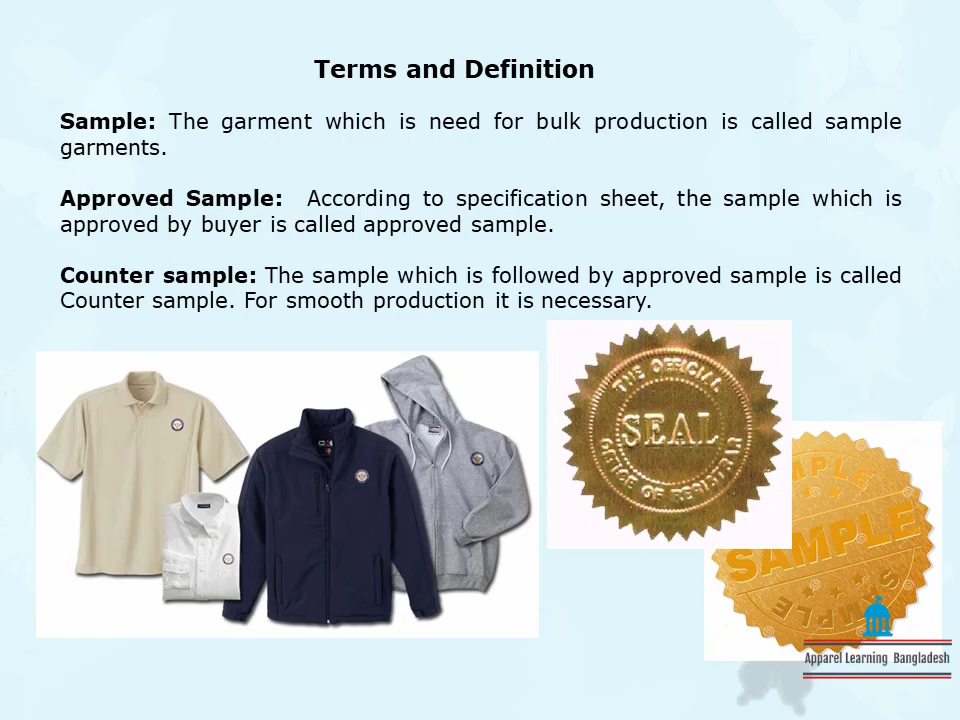 Terms and Definition
Sample: The garment which is need for bulk production is called sample
garments.
Approved Sample: According to specification sheet, the sample which is
approved by buyer is called approved sample.
Counter sample: The sample which is followed by approved sample is called
Counter sample. For smooth production it is necessary.
THE OFFICIAL
SEAL
OFFICE OF REGISTRAR
SAMPLE
SAMPLE
Apparel Learning Bangladesh